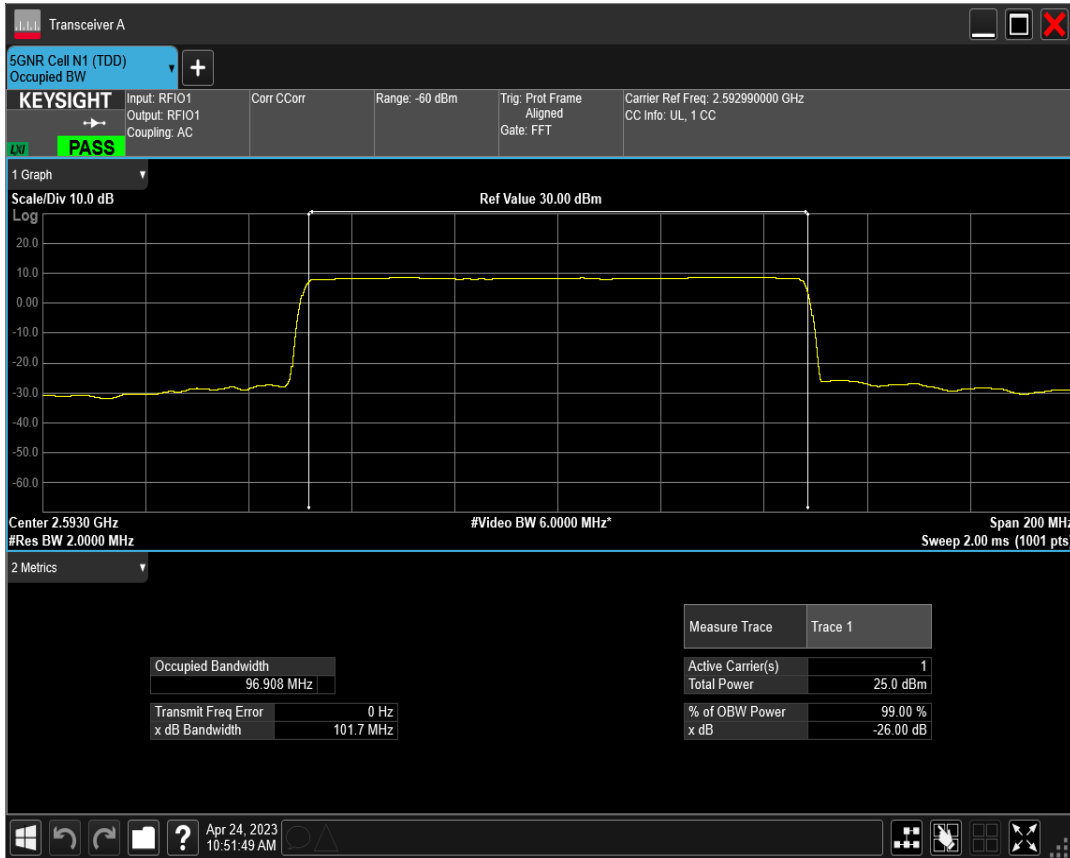 Transceiver A
5GNR Cell N1 (TDD)
Occupied BW
+
KEYSIGHT
LXI
PASS
Input: RFIO1
Output: RFIO1
Coupling: AC
Corr CCorr
Range: -60 dBm
Trig: Prot Frame
Aligned
Gate: FFT
Carrier Ref Freq: 2.592990000 GHz
CC Info: UL, 1 CC
1 Graph
Scale/Div 10.0 dB
Ref Value 30.00 dBm
Log
20.0
10.0
0.00
-10.0
-20.0
-30.0
-40.0
-50.0
-60.0
Center 2.5930 GHz
#Video BW 6.0000 MHz*
Span 200 MHz
#Res BW 2.0000 MHz
Sweep 2.00 ms (1001 pts)
2 Metrics
Measure Trace Trace 1
Occupied Bandwidth
96.908 MHz
Active Carrier(s) 1
Total Power 25.0 dBm
Transmit Freq Error 0 Hz
x dB Bandwidth 101.7 MHz
% of OBW Power 99.00 %
x dB -26.00 dB
?
Apr 24, 2023
10:51:49 AM